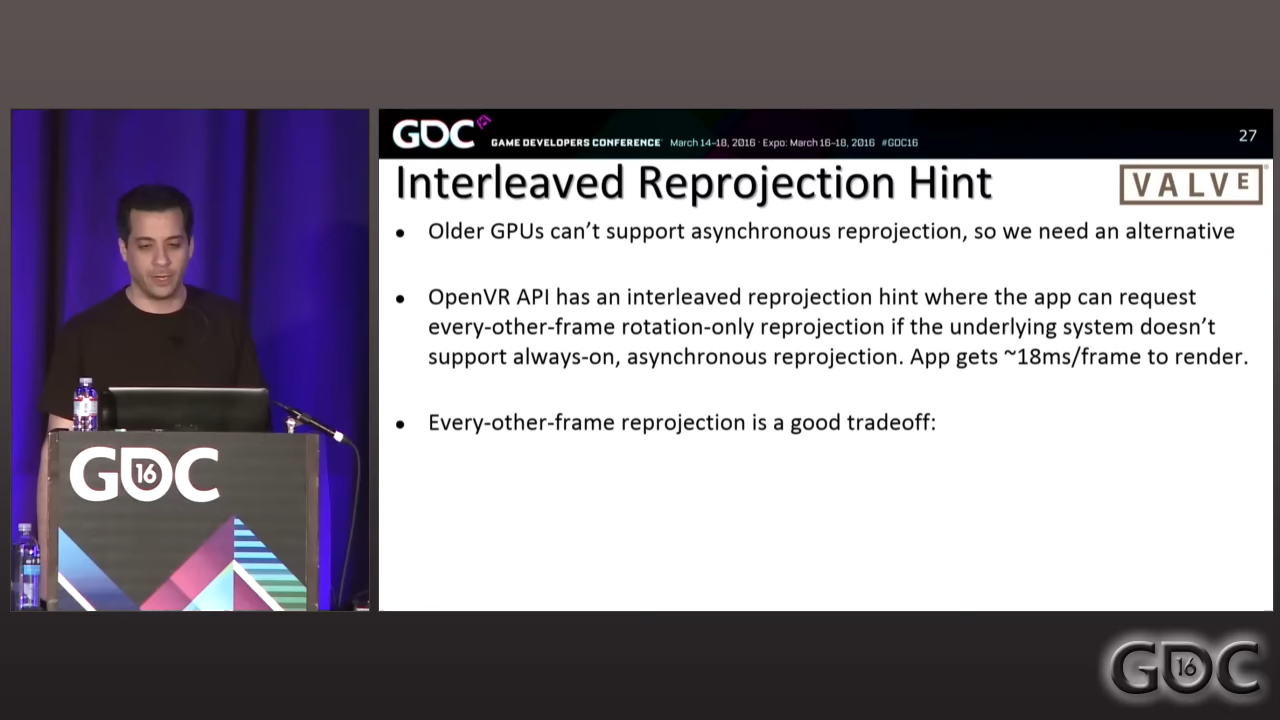 GDC
GAME DEVELOPERS CONFERENCE March 14–18, 2016 · Expo: March 16–18, 2016 #GDC16
27
Interleaved Reprojection Hint
VALVE
• Older GPUs can’t support asynchronous reprojection, so we need an alternative
• OpenVR API has an interleaved reprojection hint where the app can request
every-other-frame rotation-only reprojection if the underlying system doesn’t
support always-on, asynchronous reprojection. App gets ~18ms/frame to render.
• Every-other-frame reprojection is a good tradeoff:
GDC
16
GDC
16